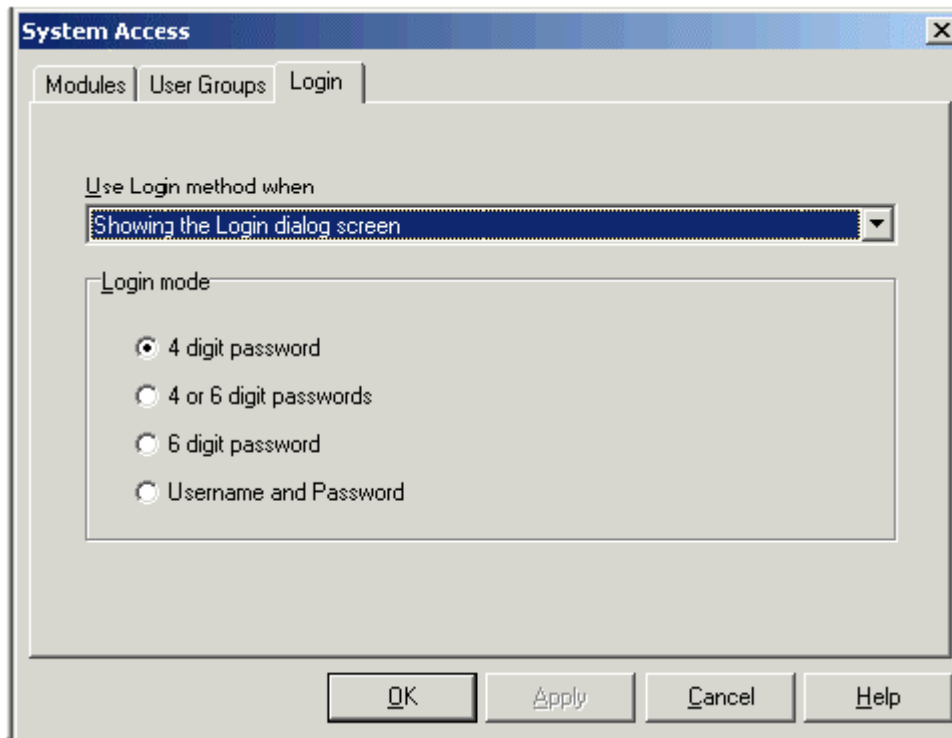 System Access
Modules User Groups Login
Use Login method when
Showing the Login dialog screen
Login mode
4 digit password
4 or 6 digit passwords
6 digit password
Username and Password
OK Apply Cancel Help